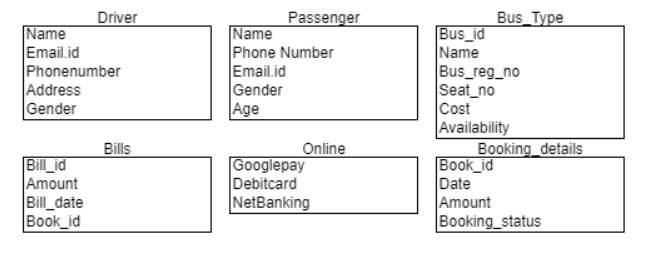 Driver
Name
Email.id
Phonenumber
Address
Gender
Passenger
Name
Phone Number
Email.id
Gender
Age
Bus_Type
Bus_id
Name
Bus_reg_no
Seat_no
Cost
Availability
Bills
Bill_id
Amount
Bill_date
Book_id
Online
Googlepay
Debitcard
NetBanking
Booking_details
Book_id
Date
Amount
Booking_status